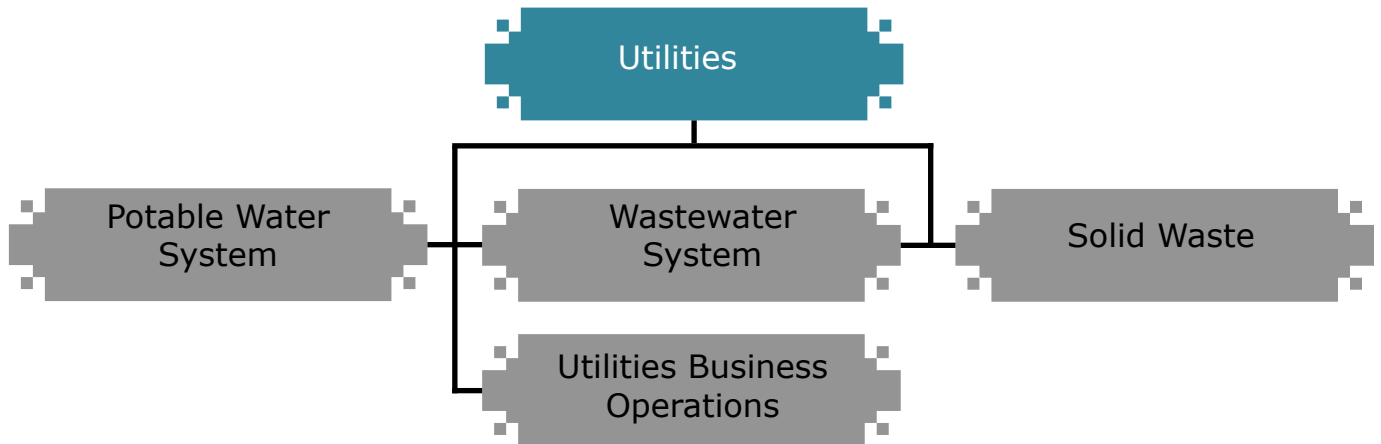 Utilities
Potable Water
System
Wastewater
System
Solid Waste
Utilities Business
Operations